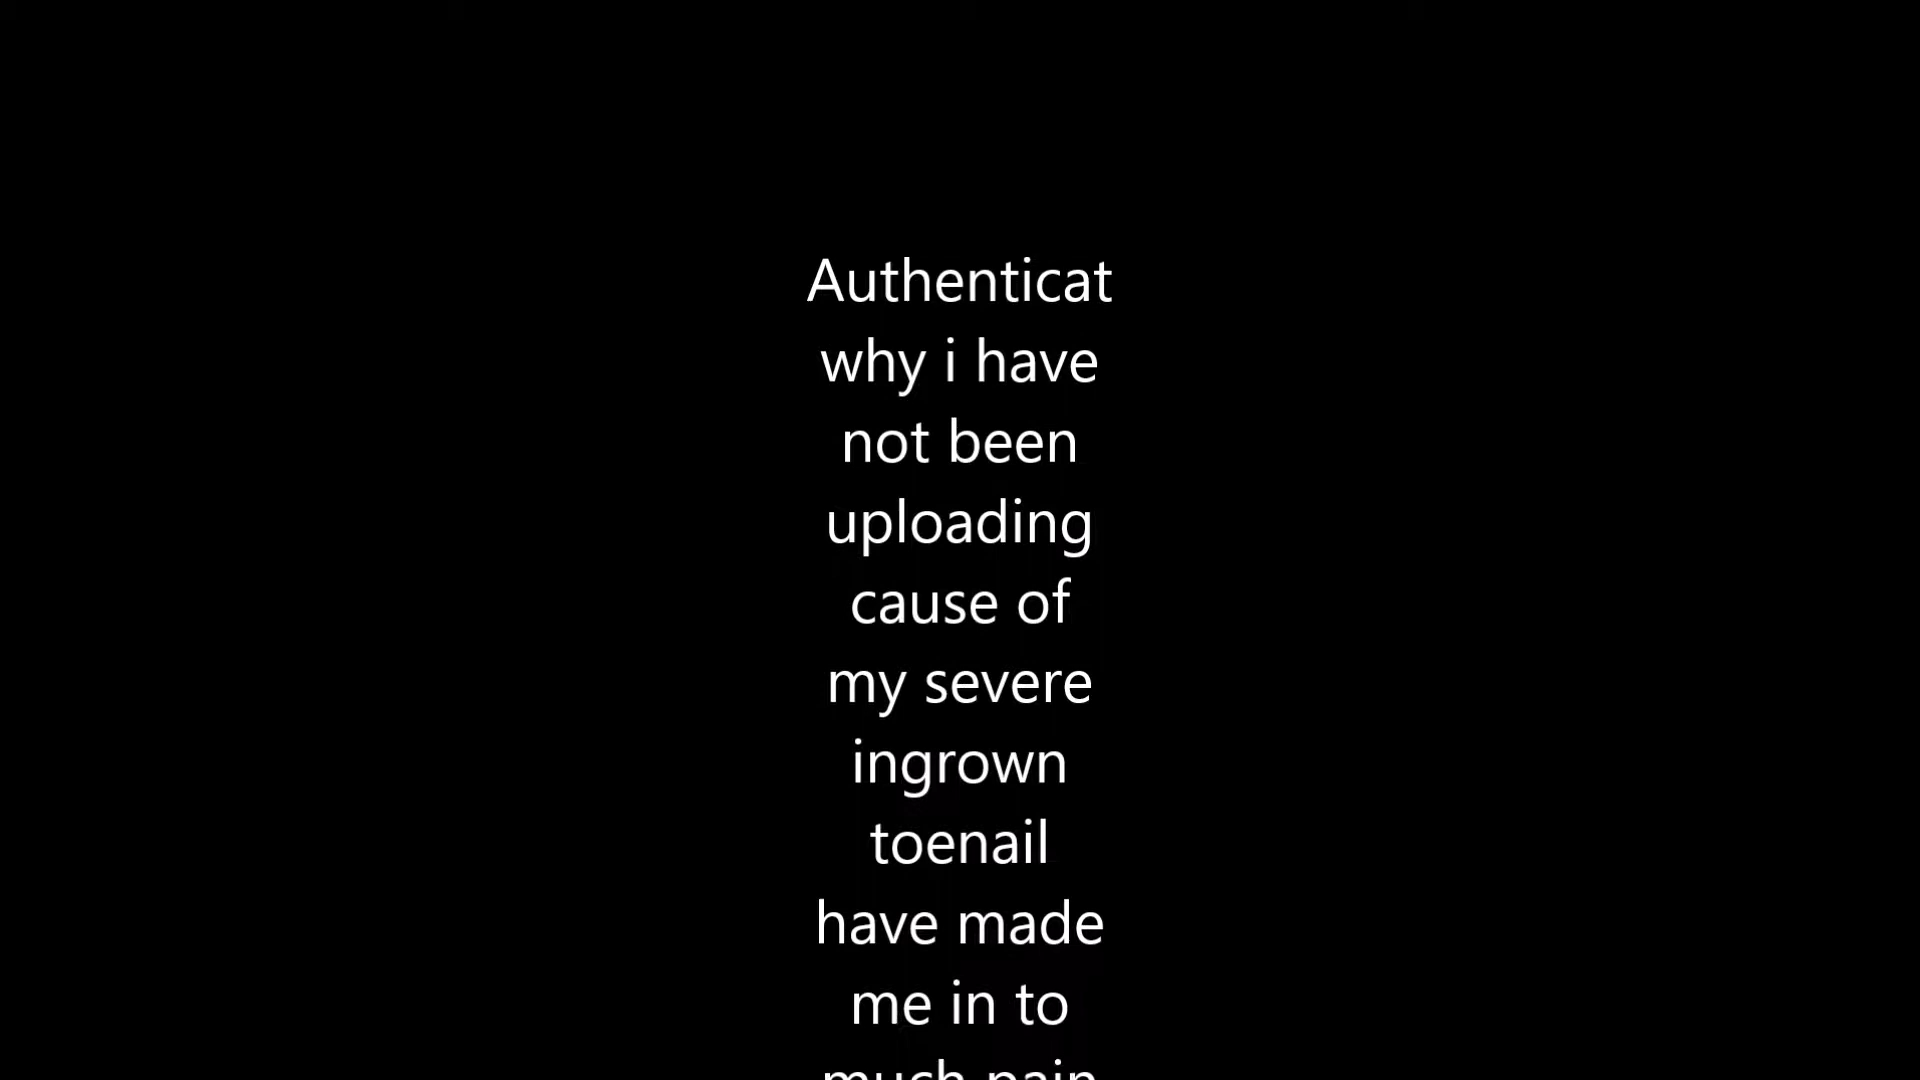 Authenticat
why i have
not been
uploading
cause of
my severe
ingrown
toenail
have made
me in to
much pain